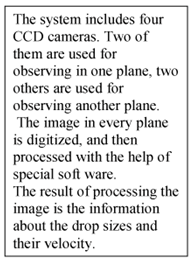 The system includes four
CCD cameras. Two of
them are used for
observing in one plane, two
others are used for
observing another plane.
The image in every plane
is digitized, and then
processed with the help of
special soft ware.
The result of processing the
image is the information
about the drop sizes and
their velocity.